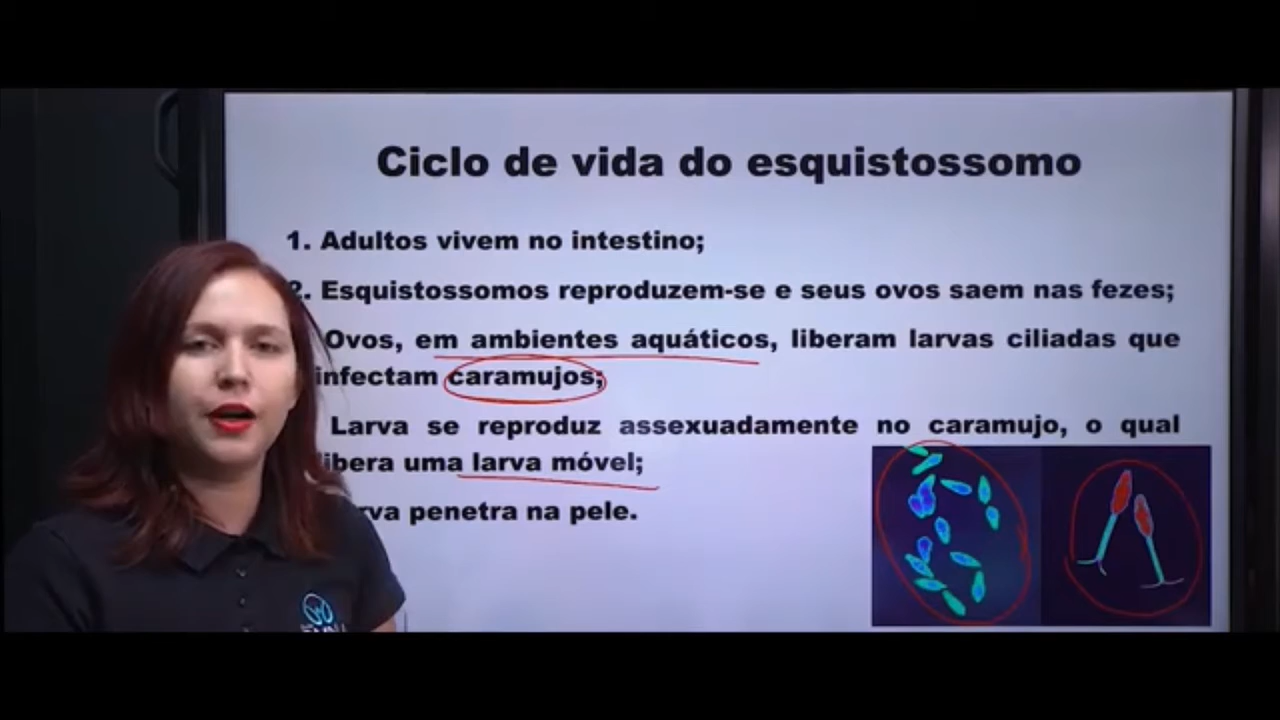 Ciclo de vida do esquistossomo
1. Adultos vivem no intestino;
2. Esquistossomos reproduzem-se e seus ovos saem nas fezes;
Ovos, em ambientes aquáticos, liberam larvas ciliadas que
infectam caramujos;
Larva se reproduz assexuadamente no caramujo, o qual
libera uma larva móvel;
penetra na pele.